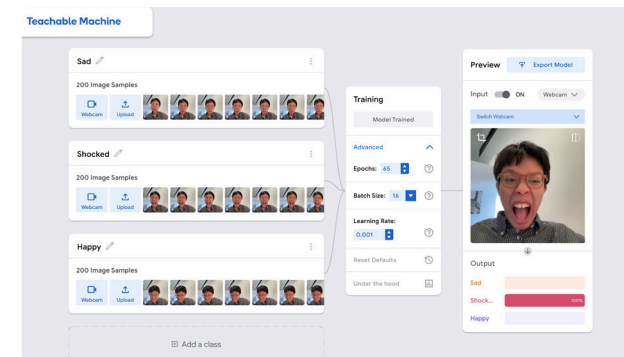 Teachable Machine
Sad
200 Image Samples
Webcam
Upload
Shocked
200 Image Samples
Webcam
Upload
Happy
200 Image Samples
Webcam
Upload
Add a class
Training
Model Trained
Advanced
Epochs: 65
Batch Size: 16
Learning Rate:
0.001
Reset Defaults
Under the hood
Preview
Export Model
Input ON Webcam
Switch Webcam
Output
Sad
Shock... 100%
Happy